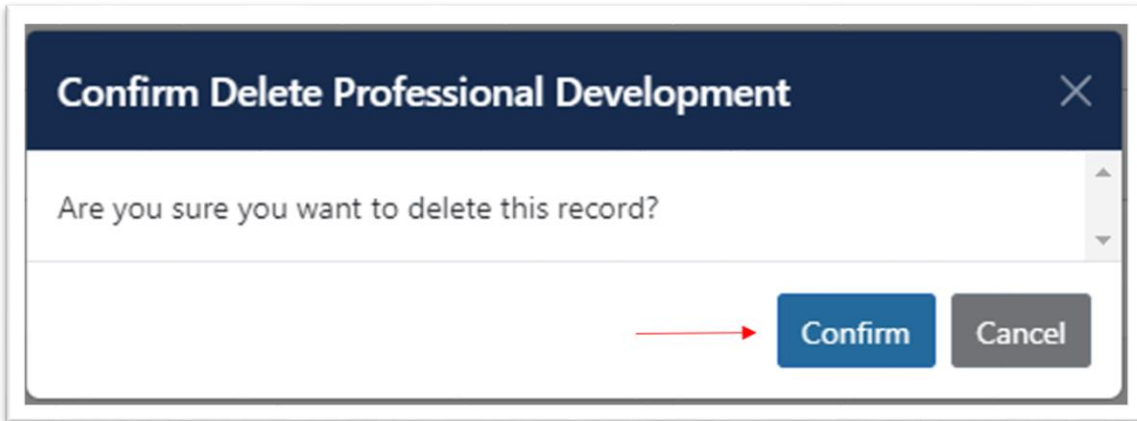 Confirm Delete Professional Development
Are you sure you want to delete this record?
Confirm Cancel